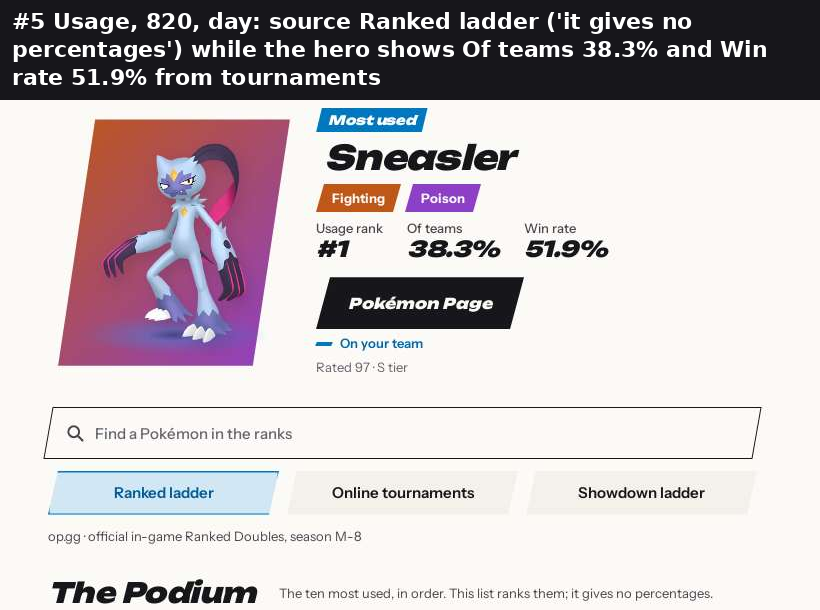 #5 Usage, 820, day: source Ranked ladder ('it gives no
percentages') while the hero shows Of teams 38.3% and Win
rate 51.9% from tournaments
Most used
Sneasler
Fighting Poison
Usage rank Of teams Win rate
#1 38.3% 51.9%
Pokémon Page
On your team
Rated 97 · S tier
Find a Pokémon in the ranks
Ranked ladder Online tournaments Showdown ladder
op.gg · official in-game Ranked Doubles, season M-8
The Podium The ten most used, in order. This list ranks them; it gives no percentages.